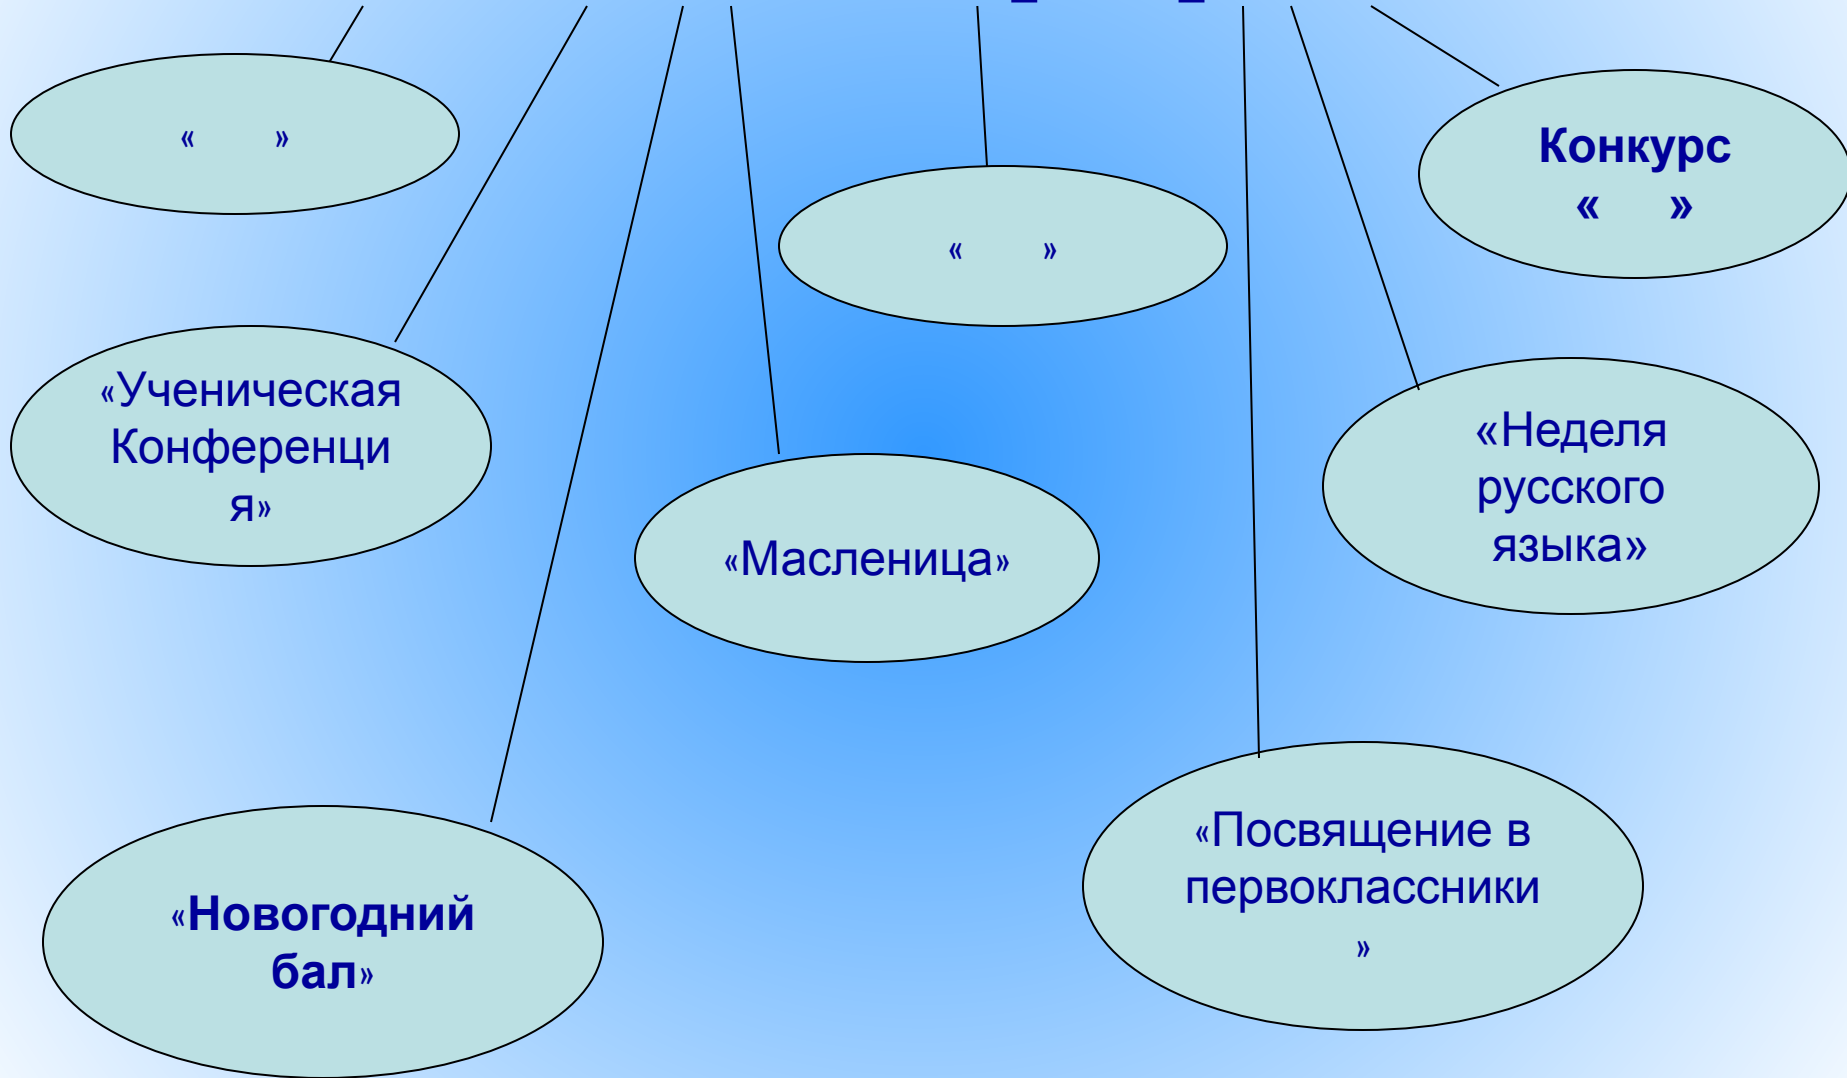 « »
Конкурс
« »
« »
«Ученическая
Конференци
я»
«Неделя
русского
языка»
«Масленица»
«Посвящение в
первоклассники
»
«Новогодний
бал»